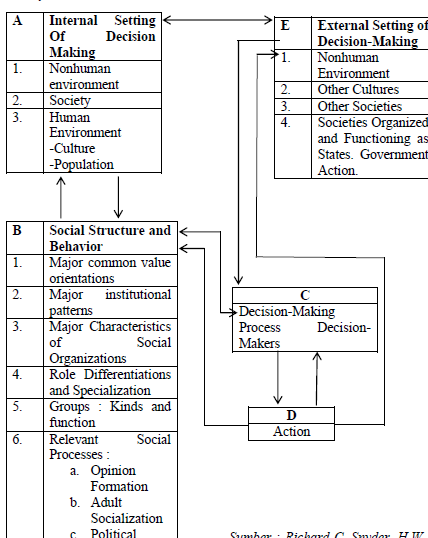 A Internal Setting
Of Decision
Making
1. Nonhuman
environment
2. Society
3. Human
Environment
-Culture
-Population
E External Setting of
Decision-Making
1. Nonhuman
Environment
2. Other Cultures
3. Other Societies
4. Societies Organized
and Functioning as
States. Government
Action.
B Social Structure and
Behavior
1. Major common value
orientations
2. Major institutional
patterns
3. Major Characteristics
of Social
Organizations
4. Role Differentiations
and Specialization
5. Groups : Kinds and
function
6. Relevant Social
Processes :
a. Opinion
Formation
b. Adult
Socialization
c. Political
C
Decision-Making
Process Decision-
Makers
D
Action
Sumber : Richard C. Snyder, H.W.